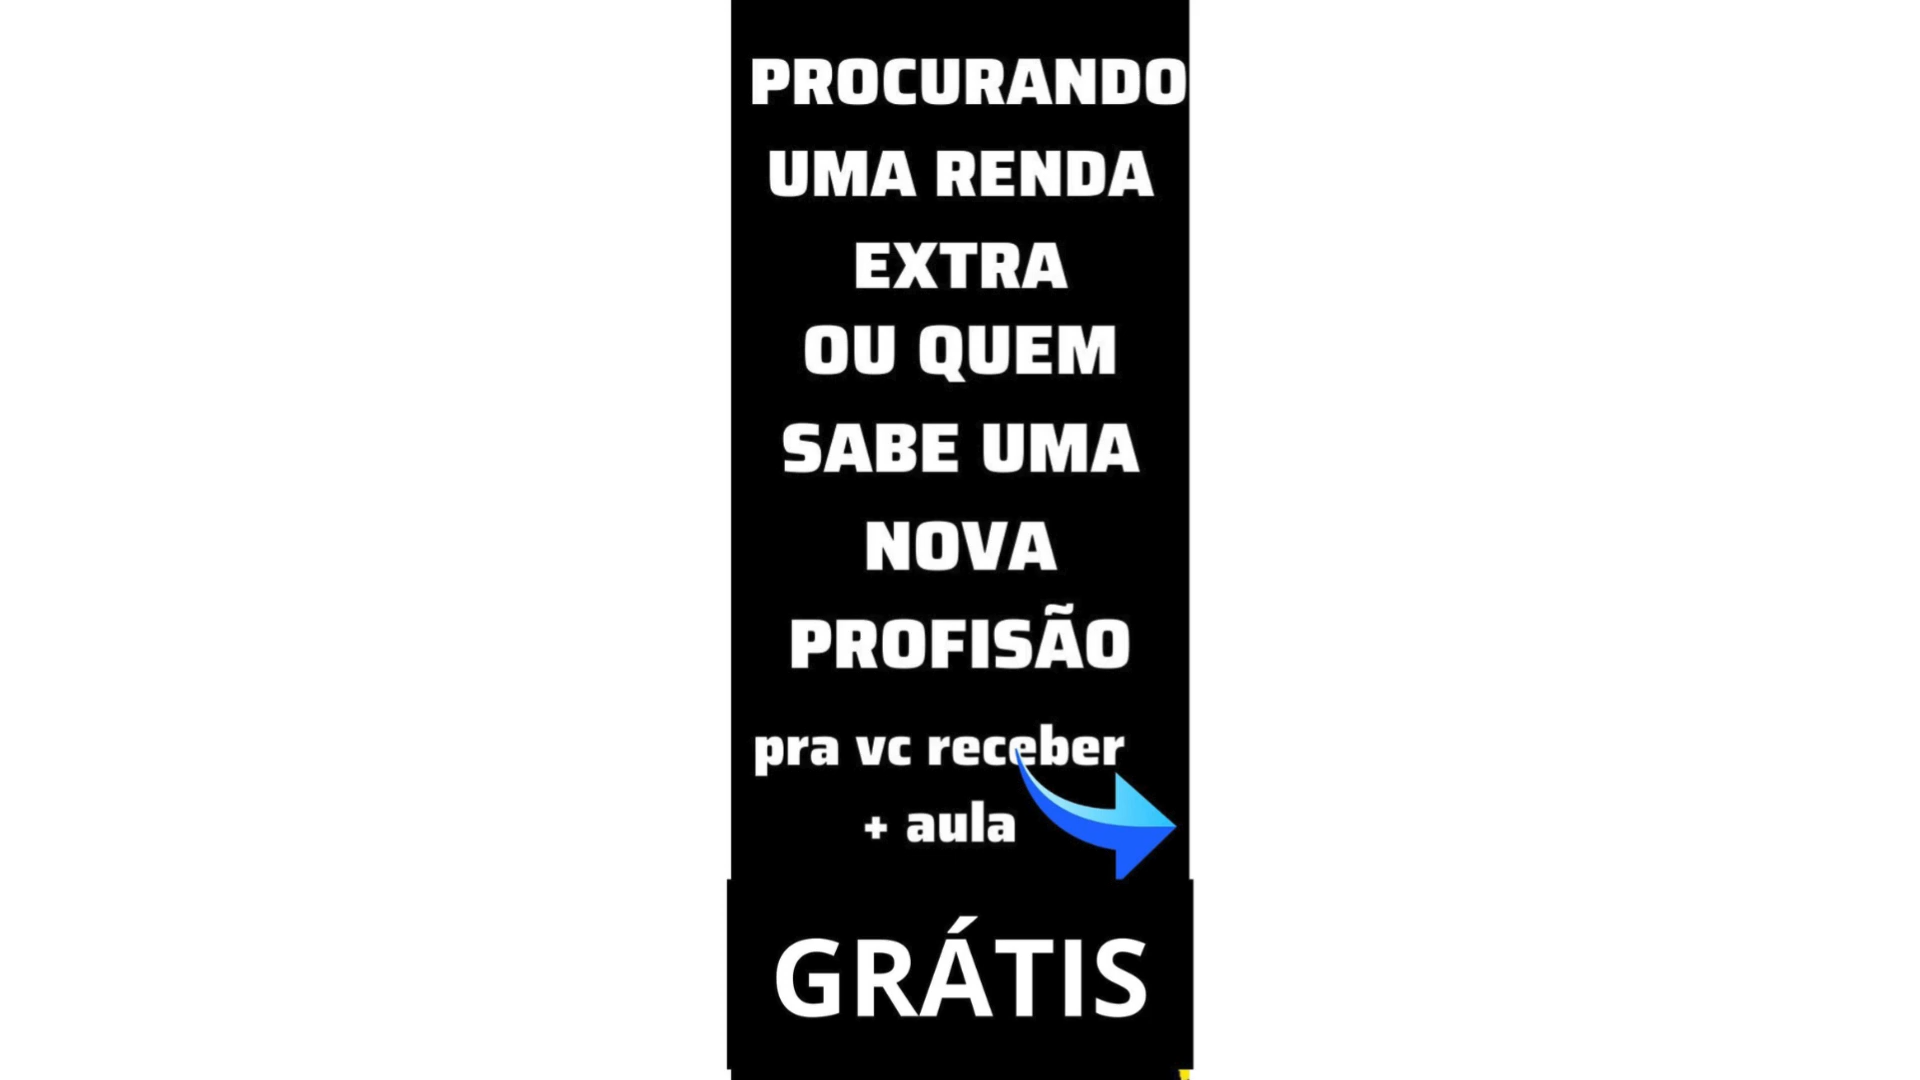 PROCURANDO
UMA RENDA
EXTRA
OU QUEM
SABE UMA
NOVA
PROFISÃO
pra vc receber
+ aula
GRÁTIS